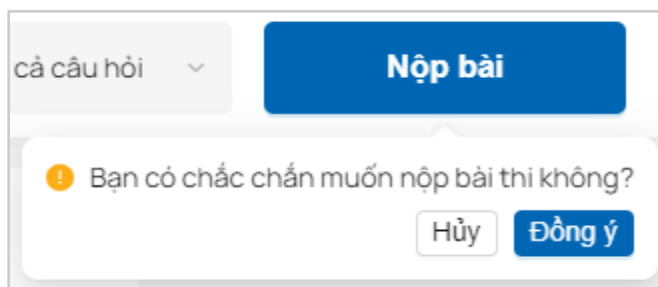 cả câu hỏi
Nộp bài
Bạn có chắc chắn muốn nộp bài thi không?
Hủy
Đồng ý